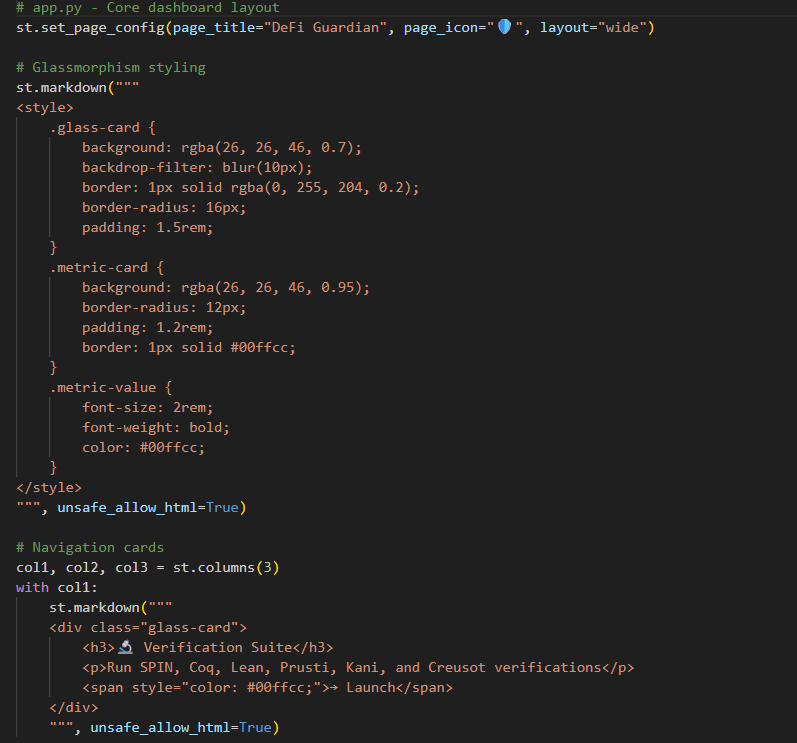 # app.py - Core dashboard layout
st.set_page_config(page_title="DeFi Guardian", page_icon="🛡️", layout="wide")
# Glassmorphism styling
st.markdown("""
<style>
    .glass-card {
        background: rgba(26, 26, 46, 0.7);
        backdrop-filter: blur(10px);
        border: 1px solid rgba(0, 255, 204, 0.2);
        border-radius: 16px;
        padding: 1.5rem;
    }
    .metric-card {
        background: rgba(26, 26, 46, 0.95);
        border-radius: 12px;
        padding: 1.2rem;
        border: 1px solid #00ffcc;
    }
    .metric-value {
        font-size: 2rem;
        font-weight: bold;
        color: #00ffcc;
    }
</style>
""", unsafe_allow_html=True)
# Navigation cards
col1, col2, col3 = st.columns(3)
with col1:
    st.markdown("""
    <div class="glass-card">
        <h3>🔬 Verification Suite</h3>
        <p>Run SPIN, Coq, Lean, Prusti, Kani, and Creusot verifications</p>
        <span style="color: #00ffcc;">→ Launch</span>
    </div>
    """, unsafe_allow_html=True)